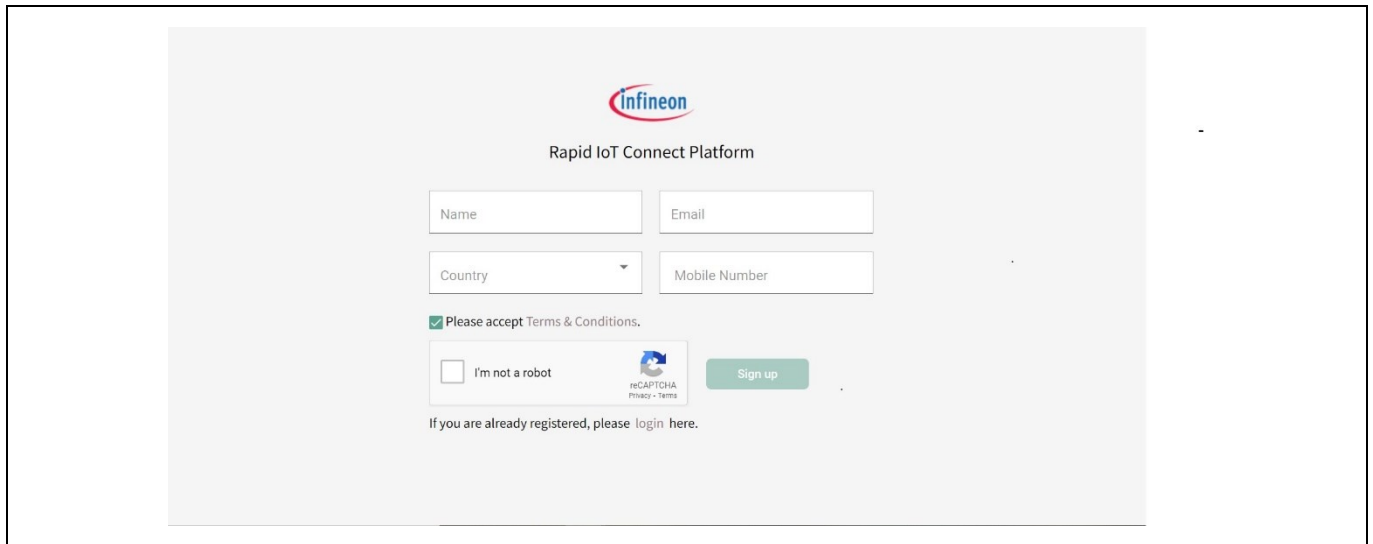 infineon
Rapid IoT Connect Platform
Name Email
Country Mobile Number
Please accept Terms & Conditions.
I'm not a robot
reCAPTCHA
Privacy - Terms
Sign up
If you are already registered, please login here.